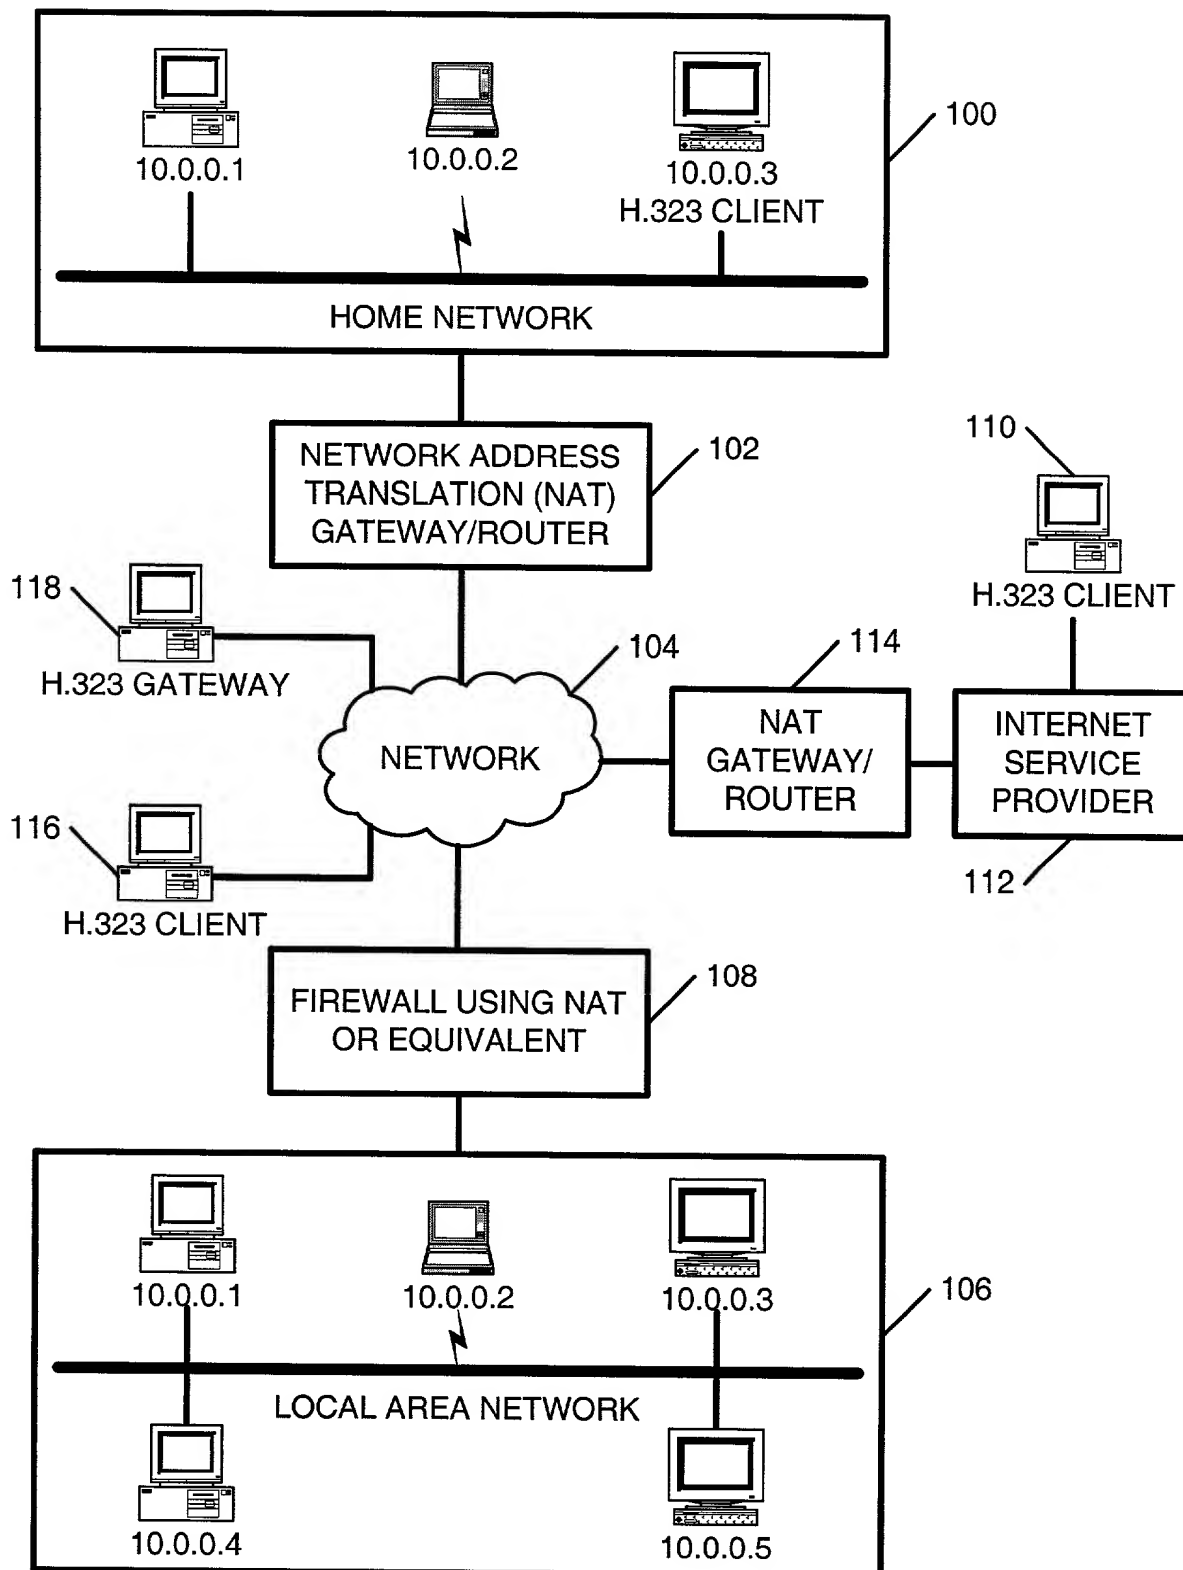 10.0.0.1
10.0.0.2
10.0.0.3
H.323 CLIENT
100
HOME NETWORK
NETWORK ADDRESS
TRANSLATION (NAT)
GATEWAY/ROUTER
102
110
H.323 CLIENT
118
H.323 GATEWAY
104
NETWORK
114
NAT
GATEWAY/
ROUTER
INTERNET
SERVICE
PROVIDER
112
116
H.323 CLIENT
FIREWALL USING NAT
OR EQUIVALENT
108
10.0.0.1
10.0.0.2
10.0.0.3
106
LOCAL AREA NETWORK
10.0.0.4
10.0.0.5